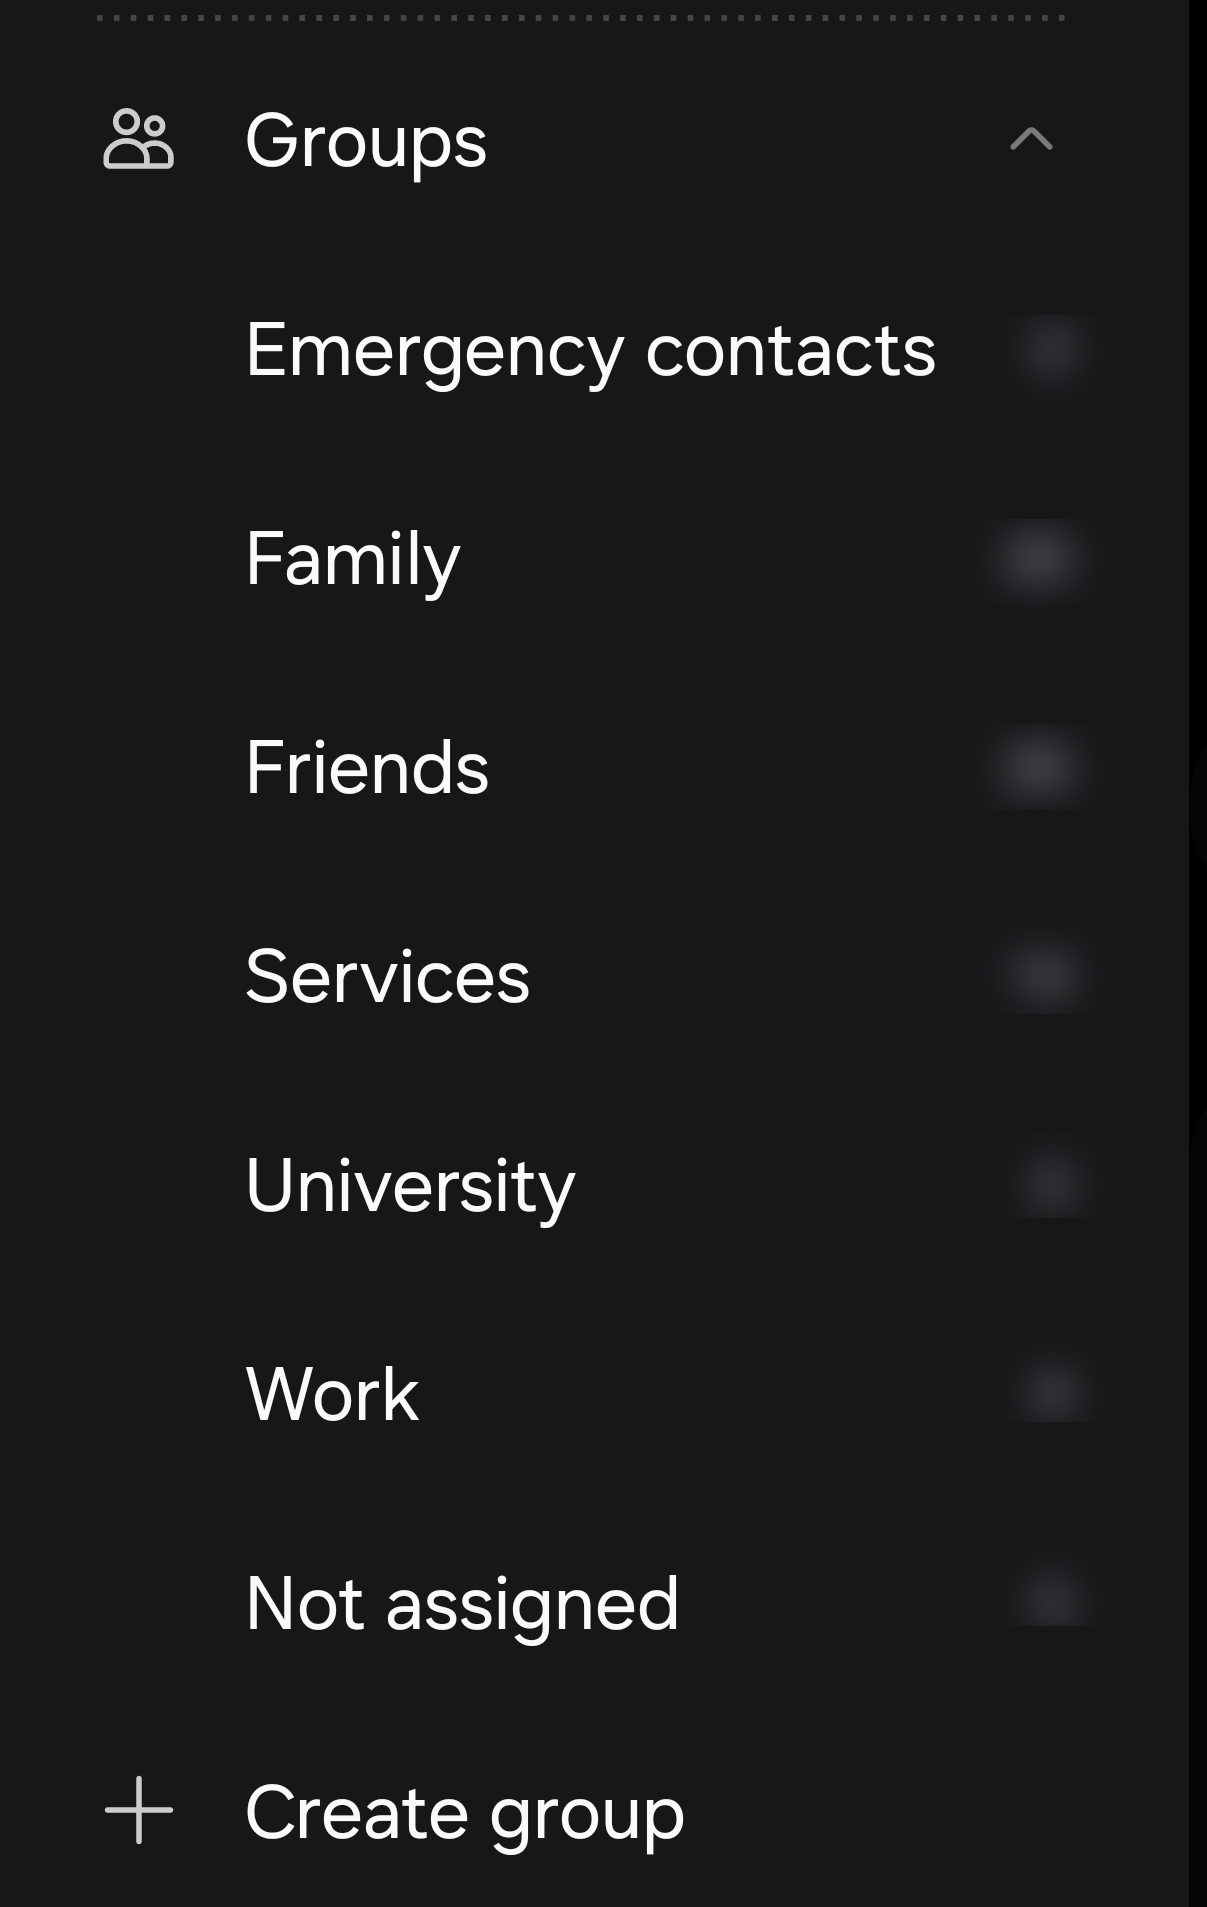 Groups
Emergency contacts
Family
Friends
Services
University
Work
Not assigned
Create group